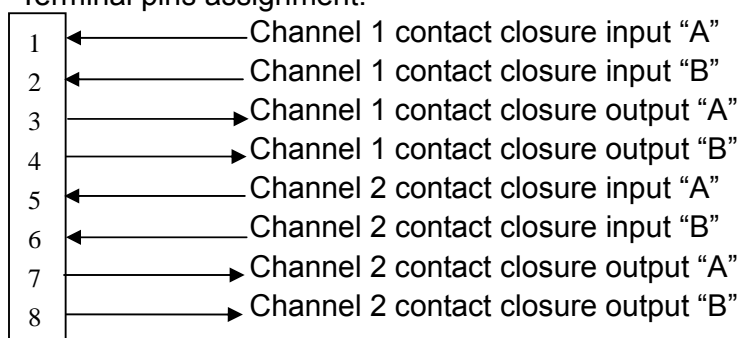 Terminal pins assignment:
1 Channel 1 contact closure input “A”
2 Channel 1 contact closure input “B”
3 Channel 1 contact closure output “A”
4 Channel 1 contact closure output “B”
5 Channel 2 contact closure input “A”
6 Channel 2 contact closure input “B”
7 Channel 2 contact closure output “A”
8 Channel 2 contact closure output “B”